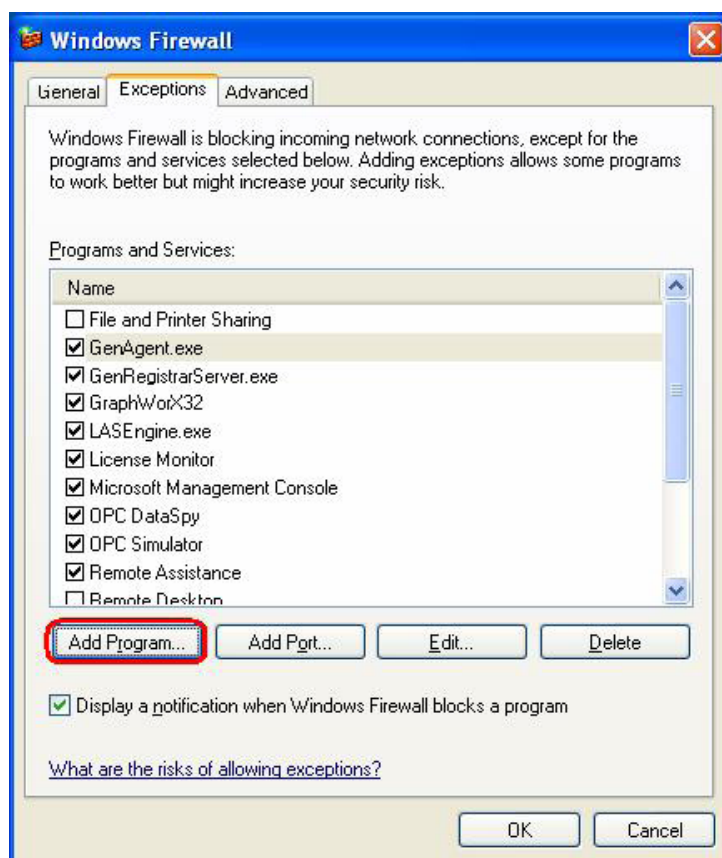 Windows Firewall
General Exceptions Advanced
Windows Firewall is blocking incoming network connections, except for the
programs and services selected below. Adding exceptions allows some programs
to work better but might increase your security risk.
Programs and Services:
Name
File and Printer Sharing
GenAgent.exe
GenRegistrarServer.exe
GraphWorX32
LASEngine.exe
License Monitor
Microsoft Management Console
OPC DataSpy
OPC Simulator
Remote Assistance
Remote Desktop
Add Program... Add Port... Edit... Delete
Display a notification when Windows Firewall blocks a program
What are the risks of allowing exceptions?
OK Cancel